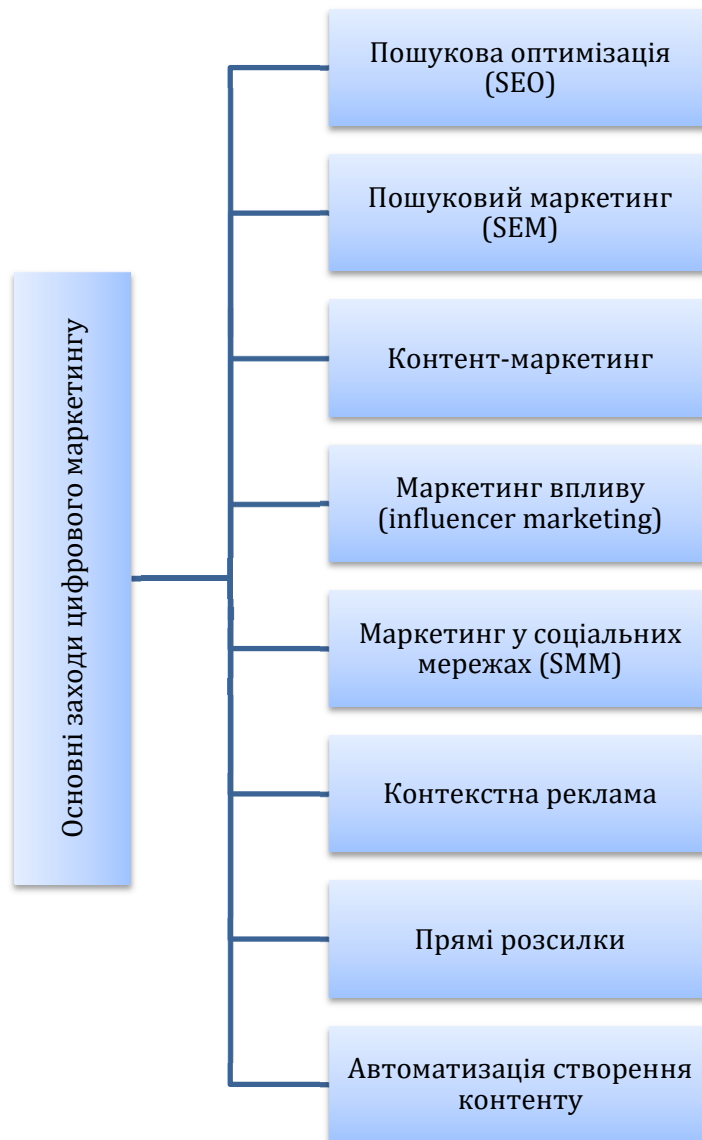 Основні заходи цифрового маркетингу
Пошукова оптимізація
(SEO)
Пошуковий маркетинг
(SEM)
Контент-маркетинг
Маркетинг впливу
(influencer marketing)
Маркетинг у соціальних
мережах (SMM)
Контекстна реклама
Прямі розсилки
Автоматизація створення
контенту